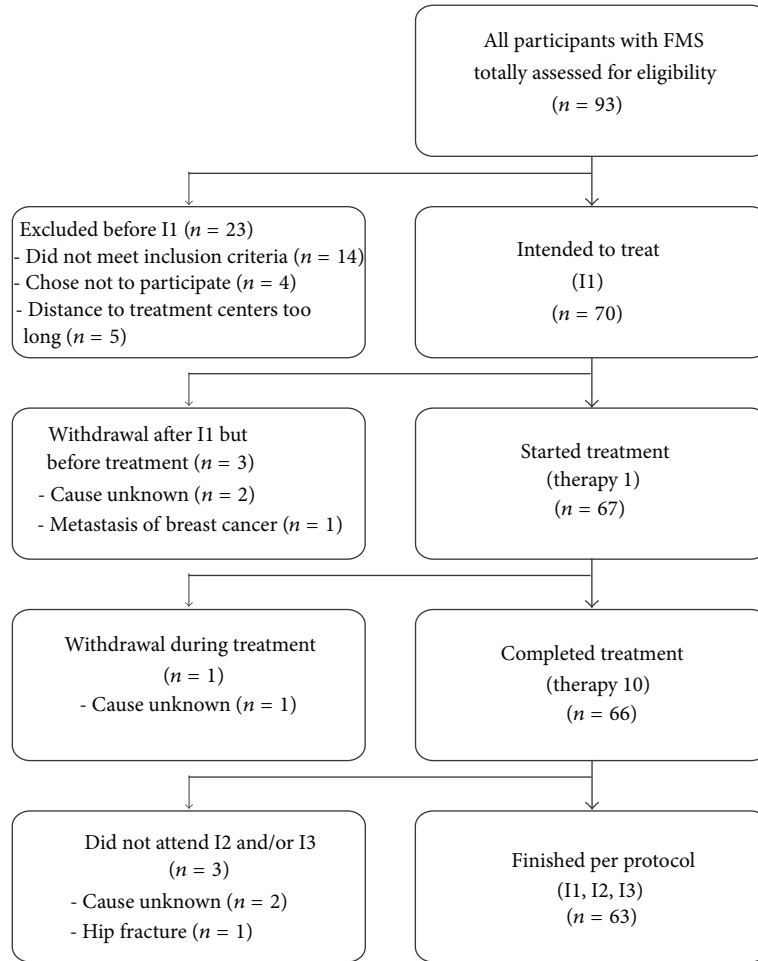 All participants with FMS
totally assessed for eligibility
(n = 93)
Excluded before I1 (n = 23)
- Did not meet inclusion criteria (n = 14)
- Chose not to participate (n = 4)
- Distance to treatment centers too
long (n = 5)
Intended to treat
(I1)
n = 70)
Withdrawal after I1 but
before treatment (n = 3)
- Cause unknown (n = 2)
- Metastasis of breast cancer (n = 1)
Started treatment
(therapy 1)
n = 67)
Withdrawal during treatment
(n = 1)
- Cause unknown (n = 1)
Completed treatment
(therapy 10)
(n = 66)
Did not attend I2 and/or I3
(n = 3)
- Cause unknown (n = 2)
- Hip fracture (n = 1)
Finished per protocol
(I1, I2, I3)
(n = 63)